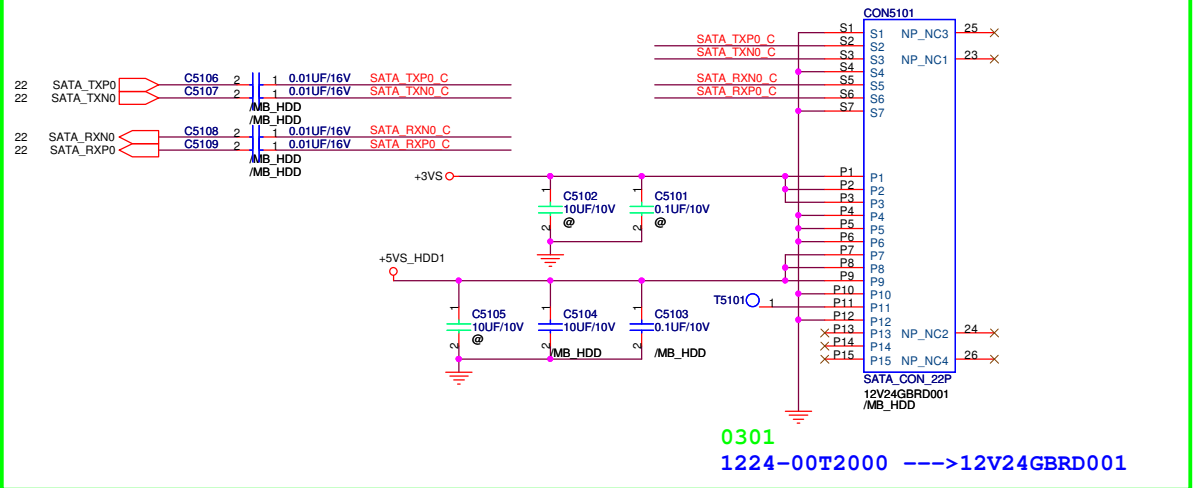 CON5101
S1 S1 NP_NC3 25
SATA_TXP0_C S2 S2
SATA_TXN0_C S3 S3 NP_NC1 23
S4 S4
SATA_RXN0_C S5 S5
SATA_RXP0_C S6 S6
S7 S7
22 SATA_TXP0 C5106 2 1 0.01UF/16V SATA_TXP0_C
22 SATA_TXN0 C5107 2 1 0.01UF/16V SATA_TXN0_C
/MB_HDD
/MB_HDD
22 SATA_RXN0 C5108 2 1 0.01UF/16V SATA_RXN0_C
22 SATA_RXP0 C5109 2 1 0.01UF/16V SATA_RXP0_C
/MB_HDD
/MB_HDD
+3VS P1 P1
P2 P2
P3 P3
P4 P4
P5 P5
P6 P6
P7 P7
P8 P8
P9 P9
P10 P10
T5101 1 P11 P11
P12 P12
P13 P13 NP_NC2 24
P14 P14
P15 P15 NP_NC4 26
1 C5102
10UF/10V
2 @
1 C5101
0.1UF/10V
2 @
+5VS_HDD1
1 C5105
10UF/10V
2 @
1 C5104
10UF/10V
2 /MB_HDD
1 C5103
0.1UF/10V
2 /MB_HDD
SATA_CON_22P
12V24GBRD001
/MB_HDD
0301
1224-00T2000 --->12V24GBRD001